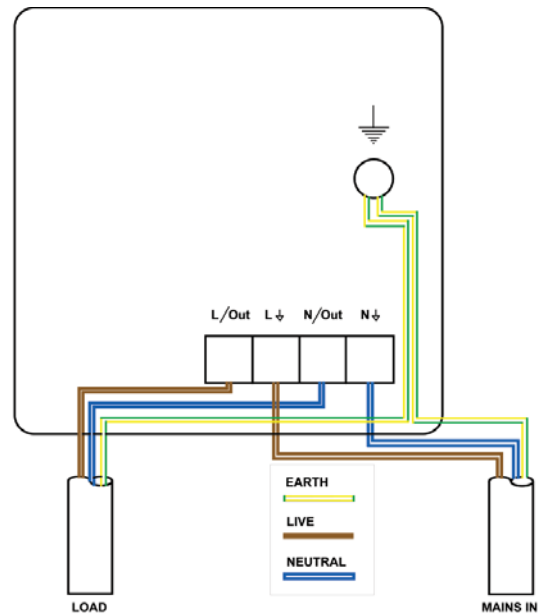 L/Out L N/Out N
EARTH
LIVE
NEUTRAL
LOAD MAINS IN